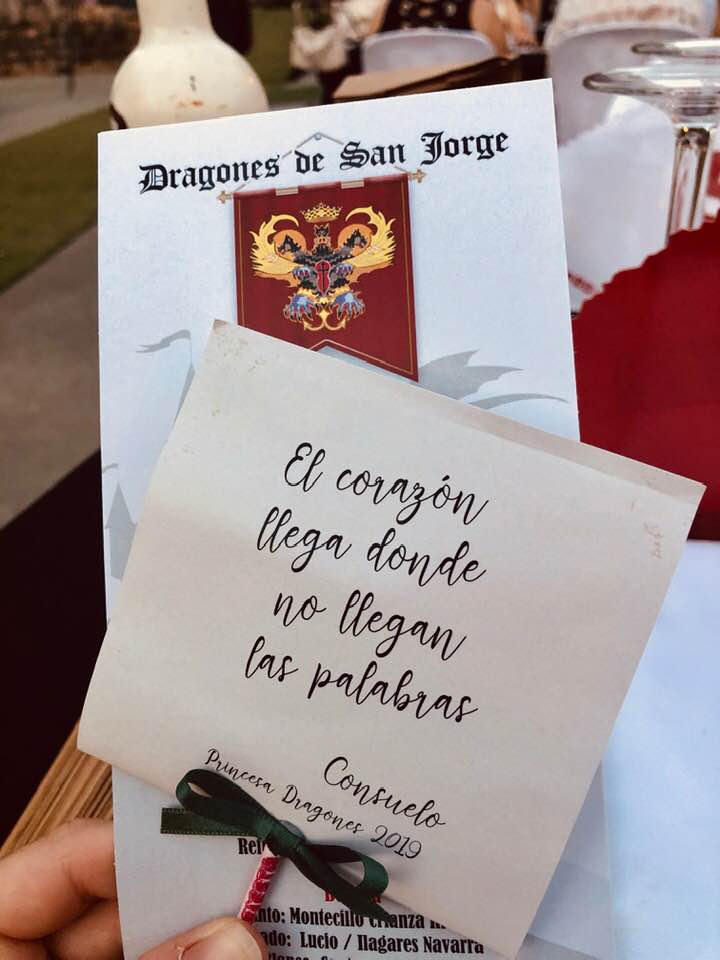 Dragones de San Jorge
El corazón
llega donde
no llegan
las palabras
Consuelo
Princesa Dragones 2019
Montecillo Crianza
Lucio / Ilagares Navarra